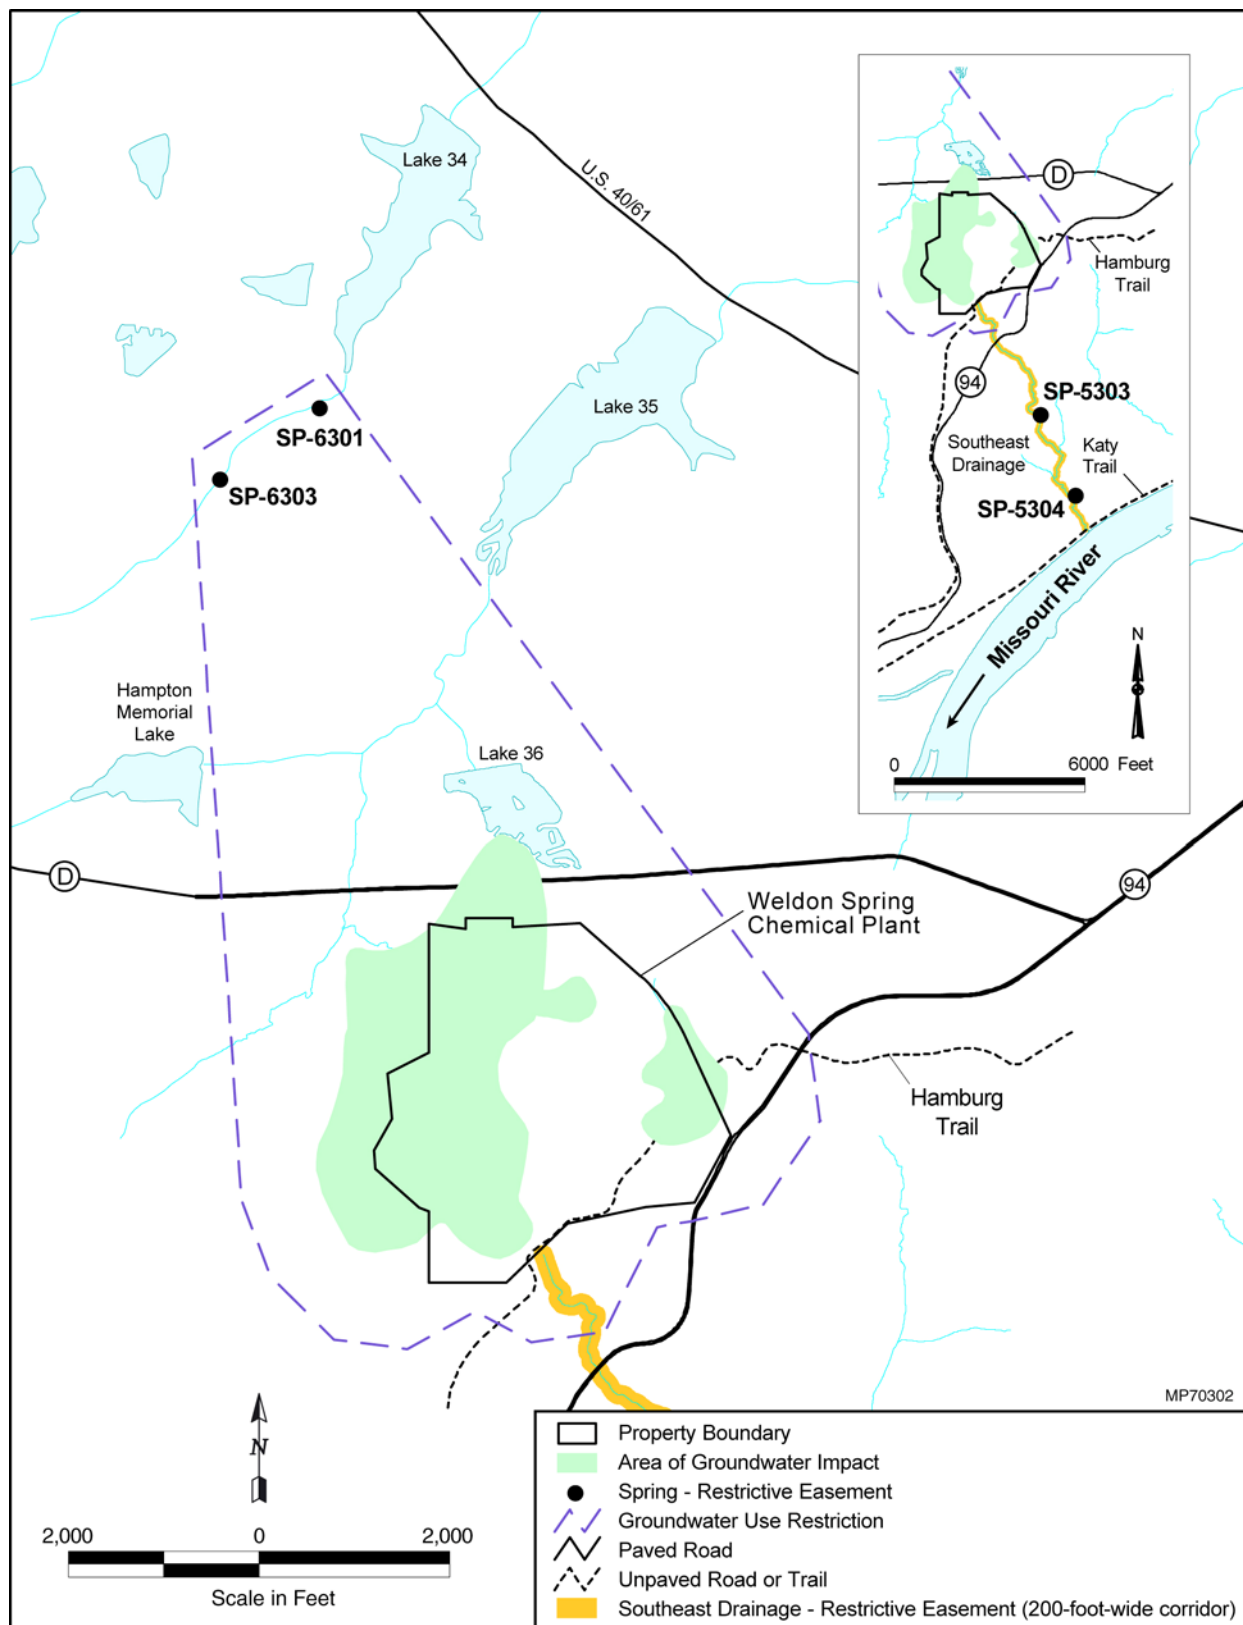 Lake 34
U.S. 40/61
Lake 35
SP-6301
SP-6303
Hampton
Memorial
Lake
Lake 36
D
Weldon Spring
Chemical Plant
94
Hamburg
Trail
D
Hamburg
Trail
94
SP-5303
Southeast
Drainage
Katy
Trail
SP-5304
Missouri River
N
0 6000 Feet
MP70302
N
2,000 0 2,000
Scale in Feet
Property Boundary
Area of Groundwater Impact
Spring - Restrictive Easement
Groundwater Use Restriction
Paved Road
Unpaved Road or Trail
Southeast Drainage - Restrictive Easement (200-foot-wide corridor)